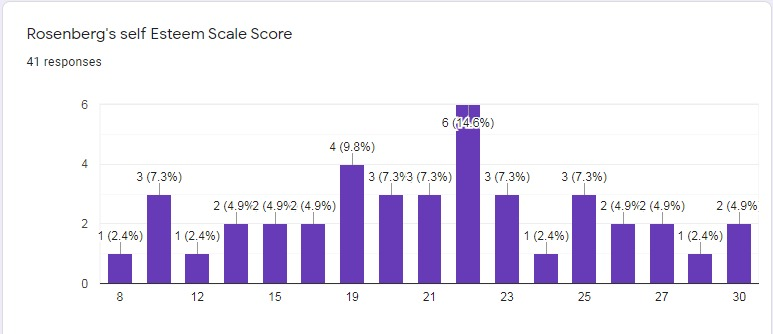 Rosenberg's self Esteem Scale Score
41 responses
6
6 (14.6%)
4 (9.8%)
4
3 (7.3%) 3 (7.3% 3 (7.3%) 3 (7.3%) 3 (7.3%)
2 (4.9% 2 (4.9% 2 (4.9%) 2 (4.9% 2 (4.9%) 2 (4.9%
2
1 (2.4%) 1 (2.4%) 1 (2.4%) 1 (2.4%)
0
8 12 15 19 21 23 25 27 30